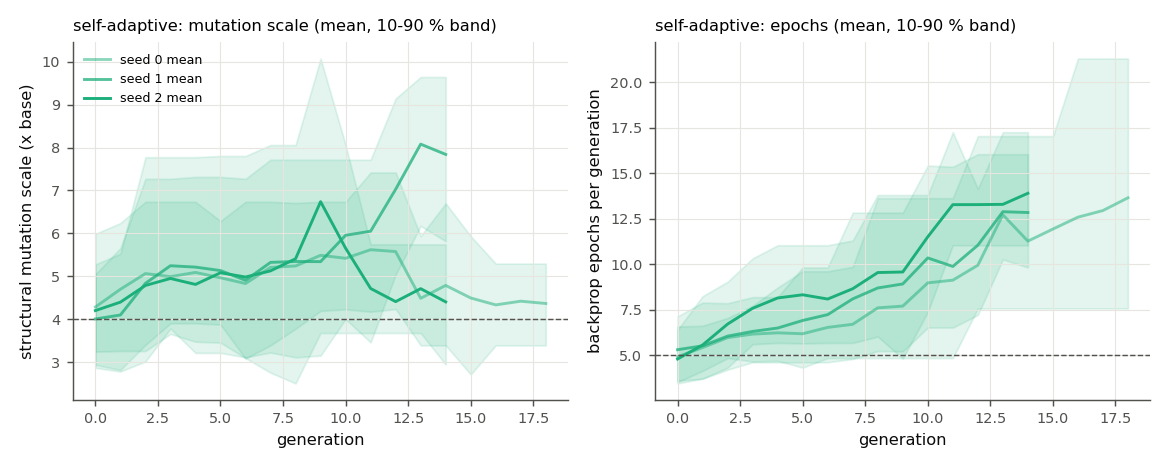 self-adaptive: mutation scale (mean, 10-90 % band)
structural mutation scale (x base)
10
9
8
7
6
5
4
3
seed 0 mean
seed 1 mean
seed 2 mean
0.0 2.5 5.0 7.5 10.0 12.5 15.0 17.5
generation
self-adaptive: epochs (mean, 10-90 % band)
backprop epochs per generation
20.0
17.5
15.0
12.5
10.0
7.5
5.0
0.0 2.5 5.0 7.5 10.0 12.5 15.0 17.5
generation